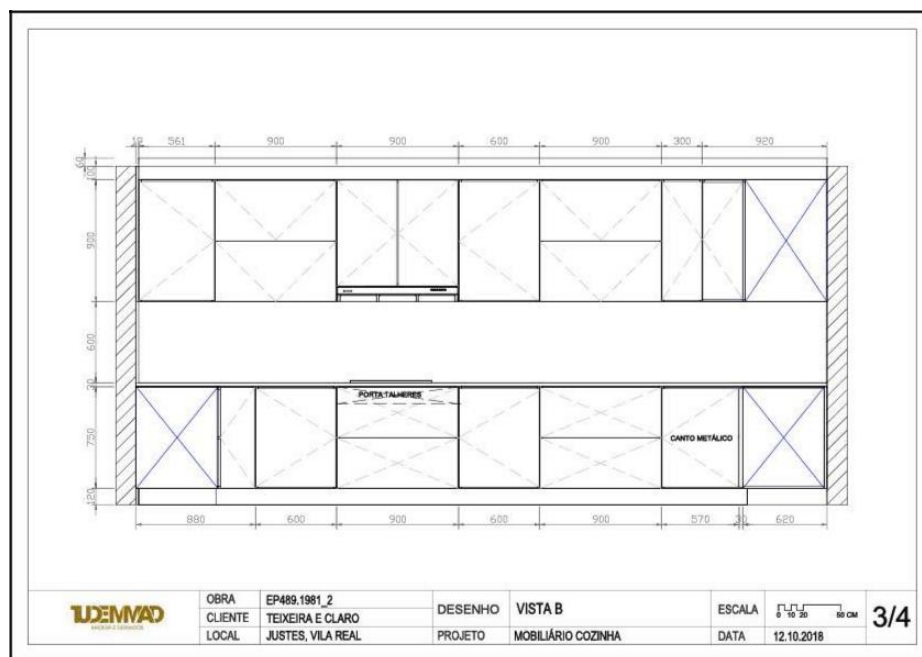 19 561 900 900 600 900 300 920
60
100
900
600
20
750
120
PORTA TALHERES
CANTO METÁLICO
880 600 900 600 900 570 30 620
TUDEMMAD
OBRA EP489.1981_2
CLIENTE TEIXEIRA E CLARO
LOCAL JUSTES, VILA REAL
DESENHO VISTA B
PROJETO MOBILIÁRIO COZINHA
ESCALA 0 10 20 50 CM
DATA 12.10.2018
3/4